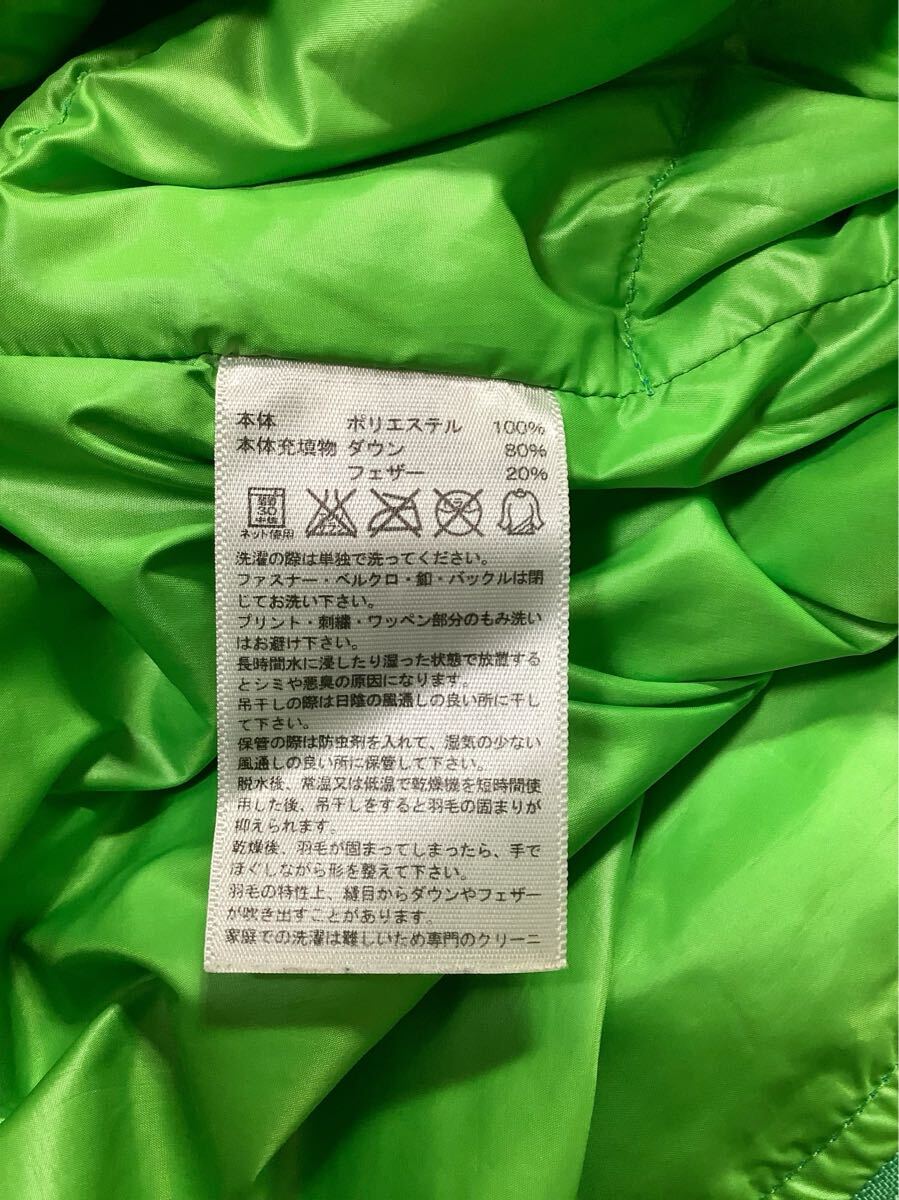 本体 ポリエステル 100%
本体充填物 ダウン 80%
フェザー 20%
弱
30
中性
ネット使用
エンソ
サラシ
ドライ
洗濯の際は単独で洗ってください。
ファスナー・ベルクロ・釦・バックルは閉
じてお洗い下さい。
プリント・刺繍・ワッペン部分のもみ洗い
はお避け下さい。
長時間水に浸したり湿った状態で放置する
とシミや悪臭の原因になります。
吊干しの際は日陰の風通しの良い所に干し
て下さい。
保管の際は防虫剤を入れて、湿気の少ない
風通しの良い所に保管して下さい。
脱水後、常温又は低温で乾燥機を短時間使
用した後、吊干しをすると羽毛の固まりが
抑えられます。
乾燥後、羽毛が固まってしまったら、手で
ほぐしながら形を整えて下さい。
羽毛の特性上、縫目からダウンやフェザー
が吹き出すことがあります。
家庭での洗濯は難しいため専門のクリーニ